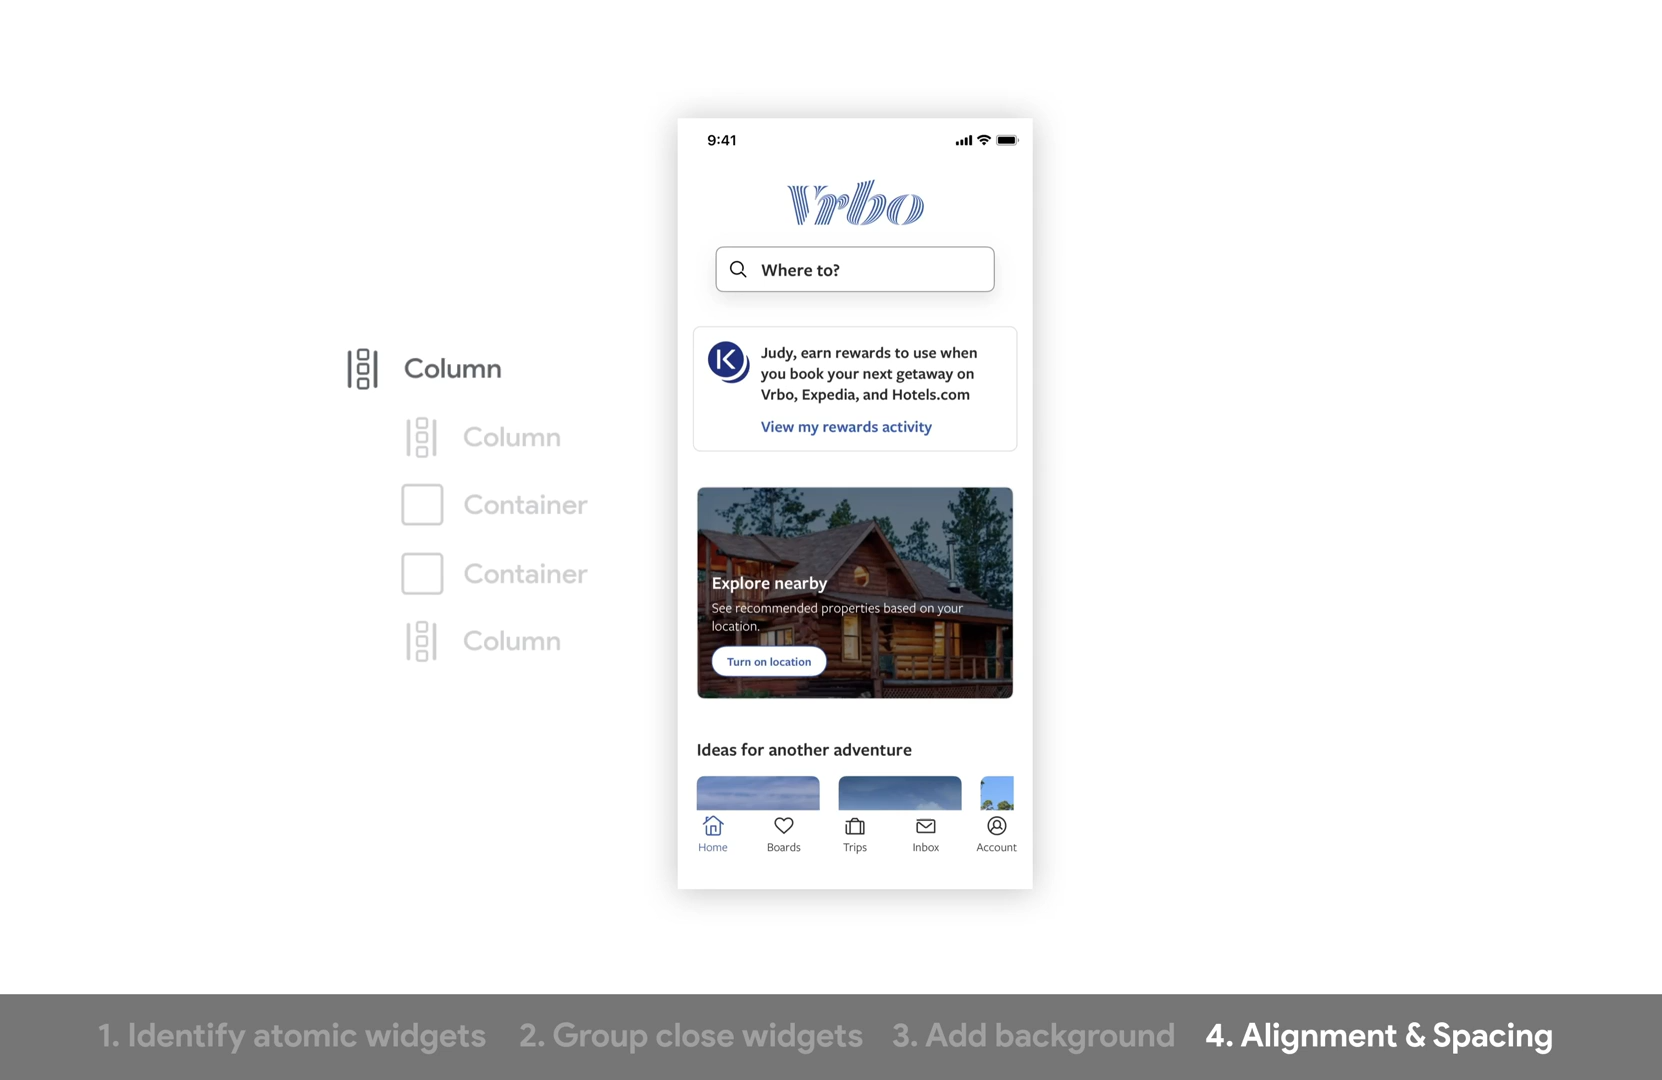 9:41
Vrbo
Where to?
Judy, earn rewards to use when
you book your next getaway on
Vrbo, Expedia, and Hotels.com
View my rewards activity
Column
Column
Container
Container
Column
Explore nearby
See recommended properties based on your
location.
Turn on location
Ideas for another adventure
Home Boards Trips Inbox Account
1. Identify atomic widgets 2. Group close widgets 3. Add background 4. Alignment & Spacing